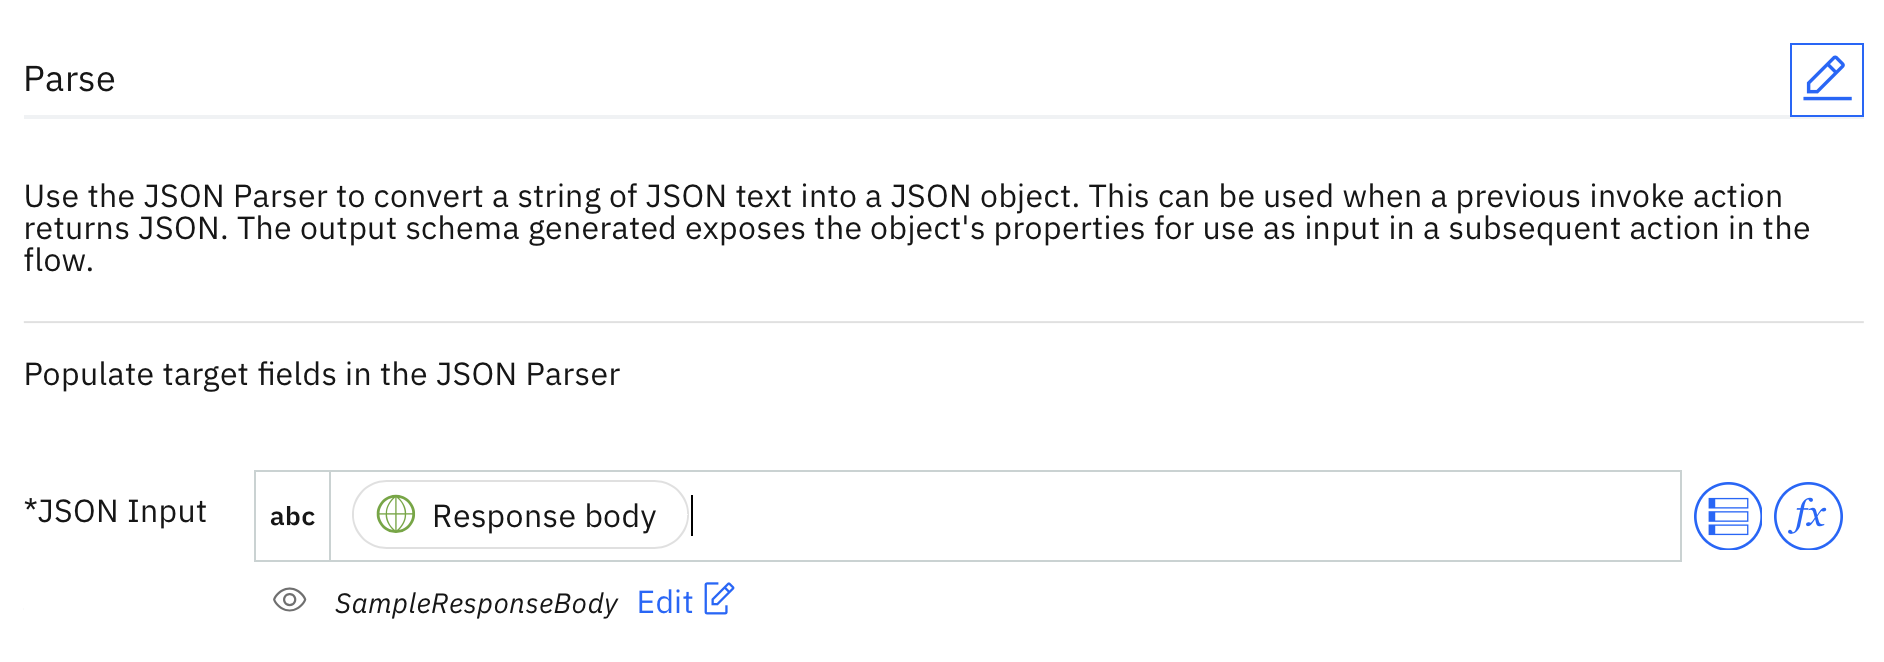 Parse
Use the JSON Parser to convert a string of JSON text into a JSON object. This can be used when a previous invoke action
returns JSON. The output schema generated exposes the object's properties for use as input in a subsequent action in the
flow.
Populate target fields in the JSON Parser
*JSON Input abc Response body fx
SampleResponseBody Edit